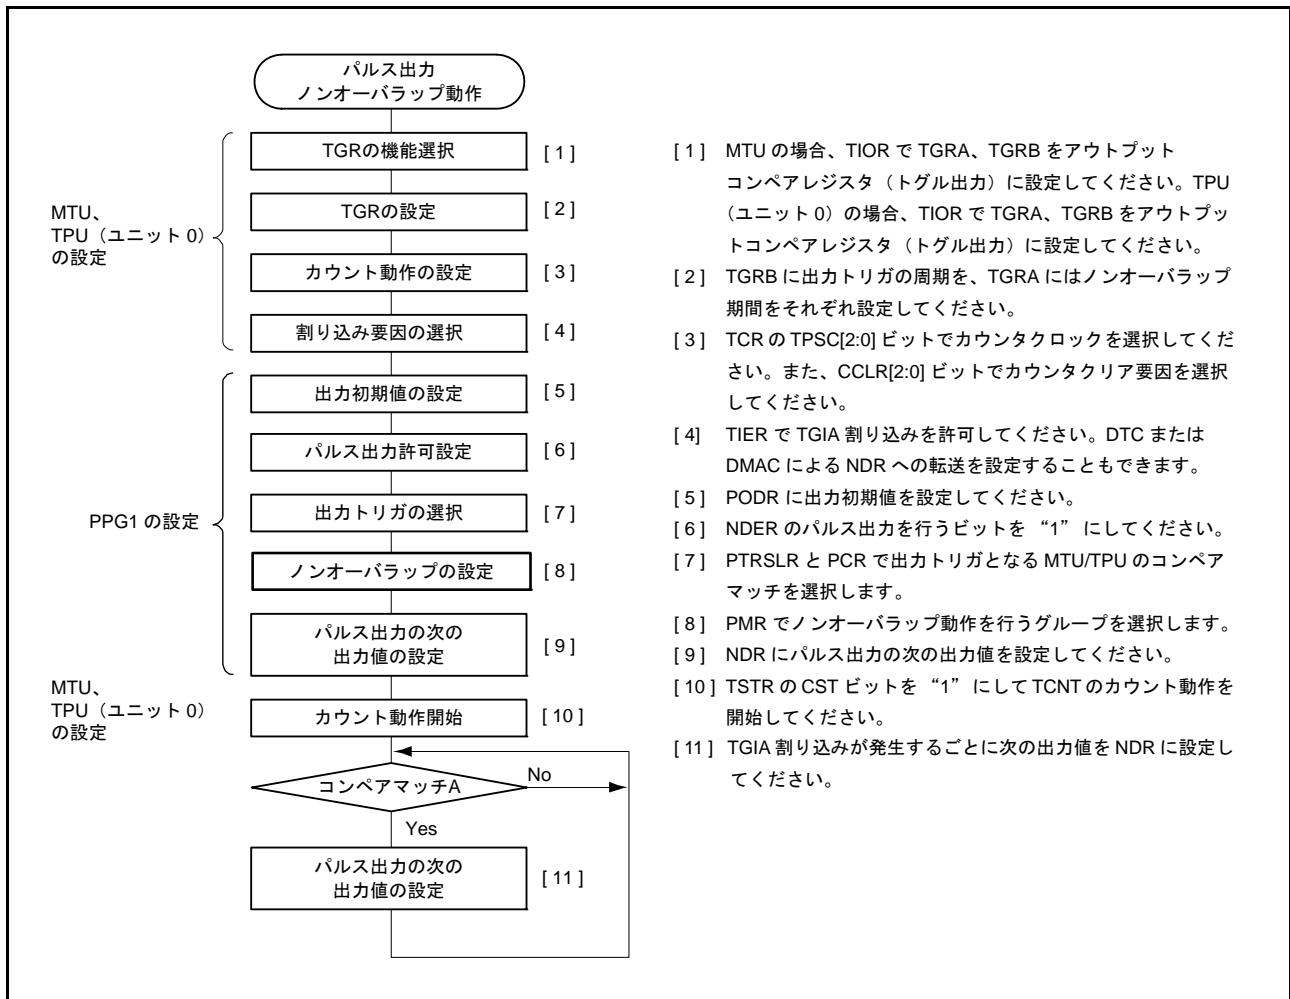 パルス出力
ノンオーバラップ動作
MTU、
TPU（ユニット 0）
の設定
TGRの機能選択 [ 1 ]
TGRの設定 [ 2 ]
カウント動作の設定 [ 3 ]
割り込み要因の選択 [ 4 ]
PPG1 の設定
出力初期値の設定 [ 5 ]
パルス出力許可設定 [ 6 ]
出力トリガの選択 [ 7 ]
ノンオーバラップの設定 [ 8 ]
パルス出力の次の
出力値の設定 [ 9 ]
MTU、
TPU（ユニット 0）
の設定
カウント動作開始 [ 10 ]
コンペアマッチA
No
Yes
パルス出力の次の
出力値の設定 [ 11 ]
[ 1 ] MTU の場合、TIOR で TGRA、TGRB をアウトプット
コンペアレジスタ（トグル出力）に設定してください。TPU
（ユニット 0）の場合、TIOR で TGRA、TGRB をアウトプッ
トコンペアレジスタ（トグル出力）に設定してください。
[ 2 ] TGRB に出力トリガの周期を、TGRA にはノンオーバラップ
期間をそれぞれ設定してください。
[ 3 ] TCR の TPSC[2:0] ビットでカウンタクロックを選択してくだ
さい。また、CCLR[2:0] ビットでカウンタクリア要因を選択
してください。
[ 4] TIER で TGIA 割り込みを許可してください。DTC または
DMAC による NDR への転送を設定することもできます。
[ 5 ] PODR に出力初期値を設定してください。
[ 6 ] NDER のパルス出力を行うビットを “1” にしてください。
[ 7 ] PTRSLR と PCR で出力トリガとなる MTU/TPU のコンペア
マッチを選択します。
[ 8 ] PMR でノンオーバラップ動作を行うグループを選択します。
[ 9 ] NDR にパルス出力の次の出力値を設定してください。
[ 10 ] TSTR の CST ビットを “1” にして TCNT のカウント動作を
開始してください。
[ 11 ] TGIA 割り込みが発生するごとに次の出力値を NDR に設定し
てください。